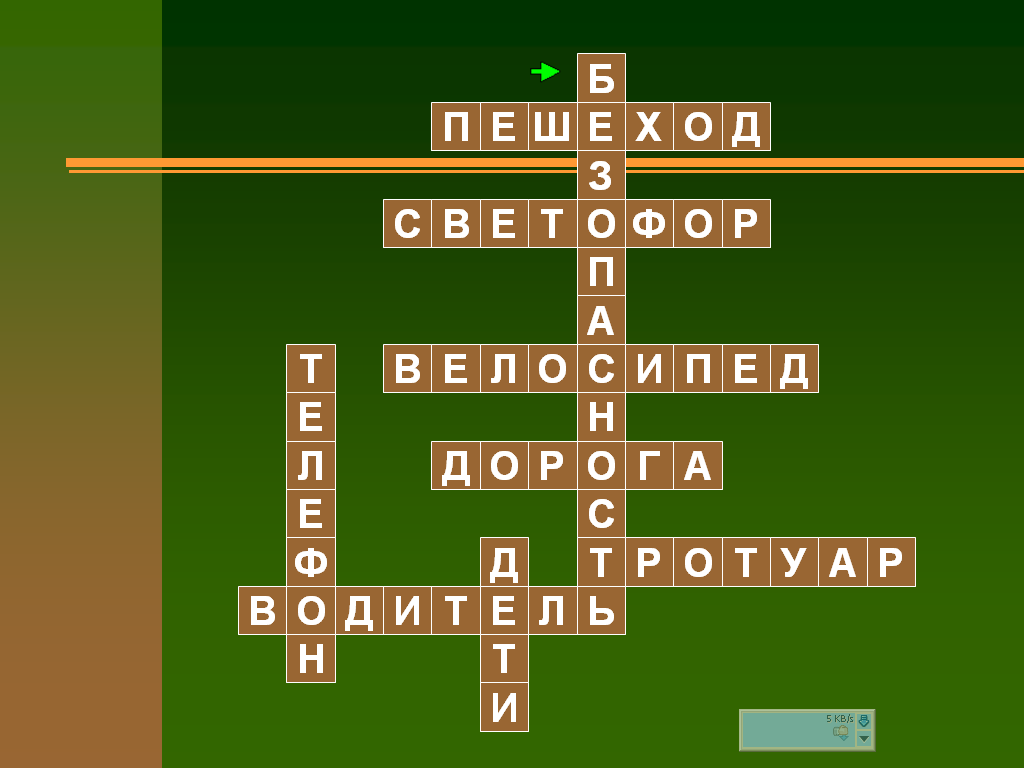 БЕЗОПАСНОСТЬ
ПЕШЕХОД
СВЕТОФОР
ТЕЛЕФОН
ВЕЛОСИПЕД
ДОРОГА
ДЕТИ
ТРОТУАР
ВОДИТЕЛЬ
5 KB/s